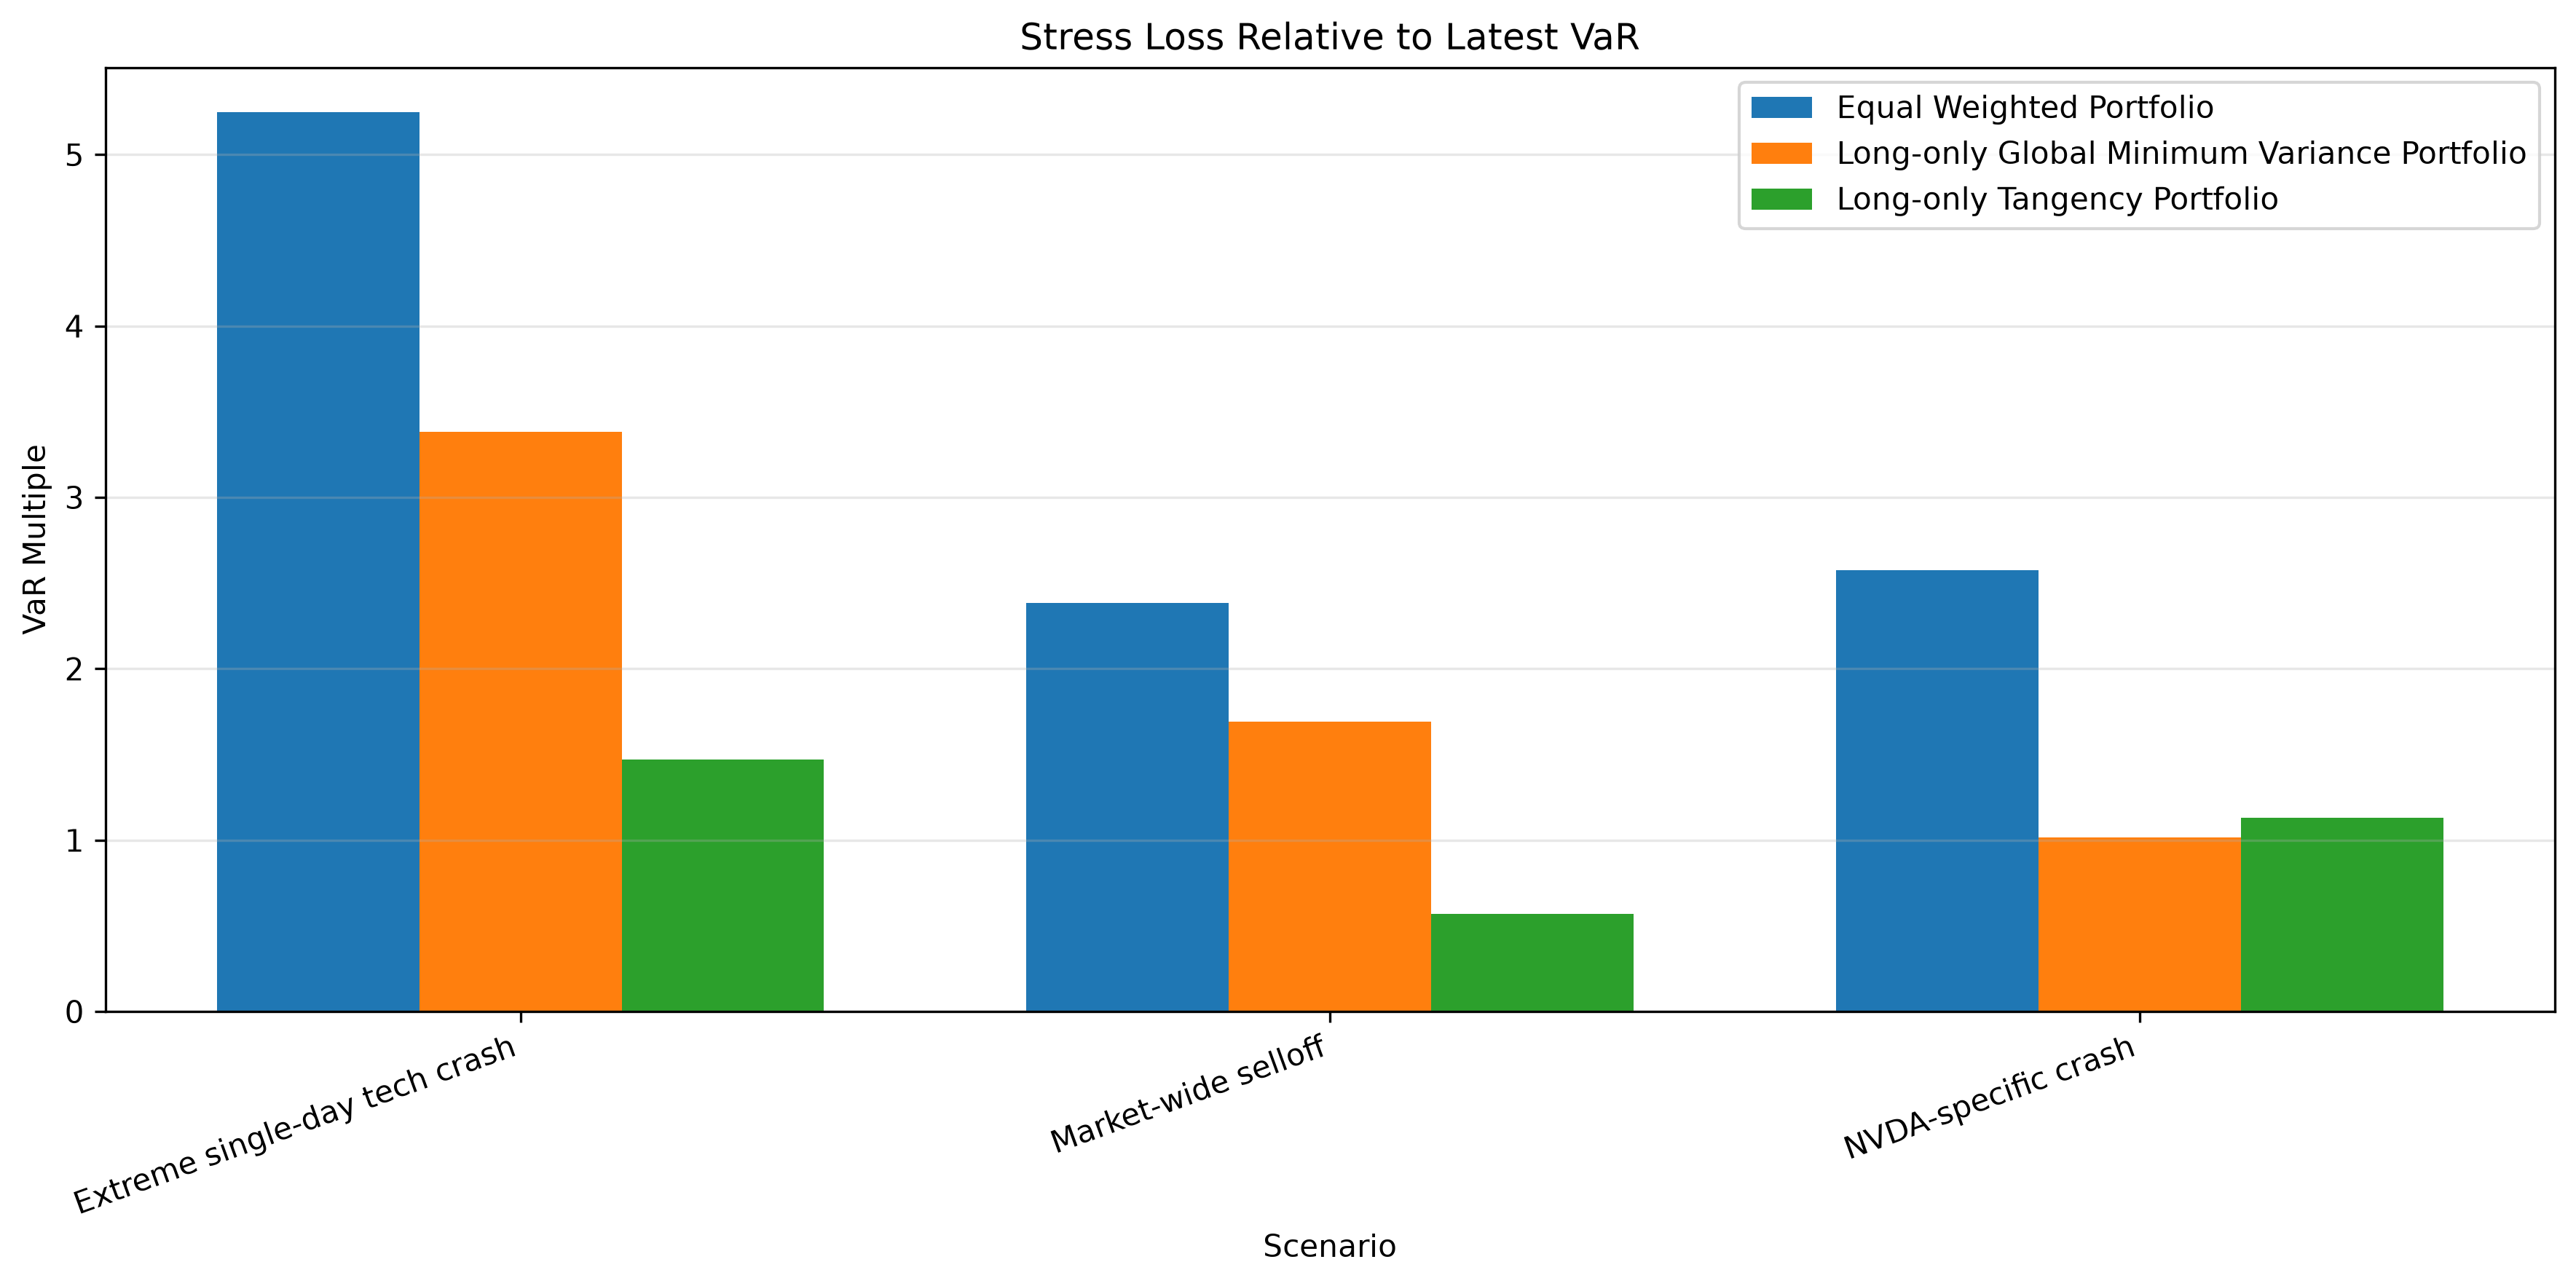 Stress Loss Relative to Latest VaR
Equal Weighted Portfolio
Long-only Global Minimum Variance Portfolio
Long-only Tangency Portfolio
VaR Multiple
5
4
3
2
1
0
Extreme single-day tech crash
Market-wide selloff
NVDA-specific crash
Scenario